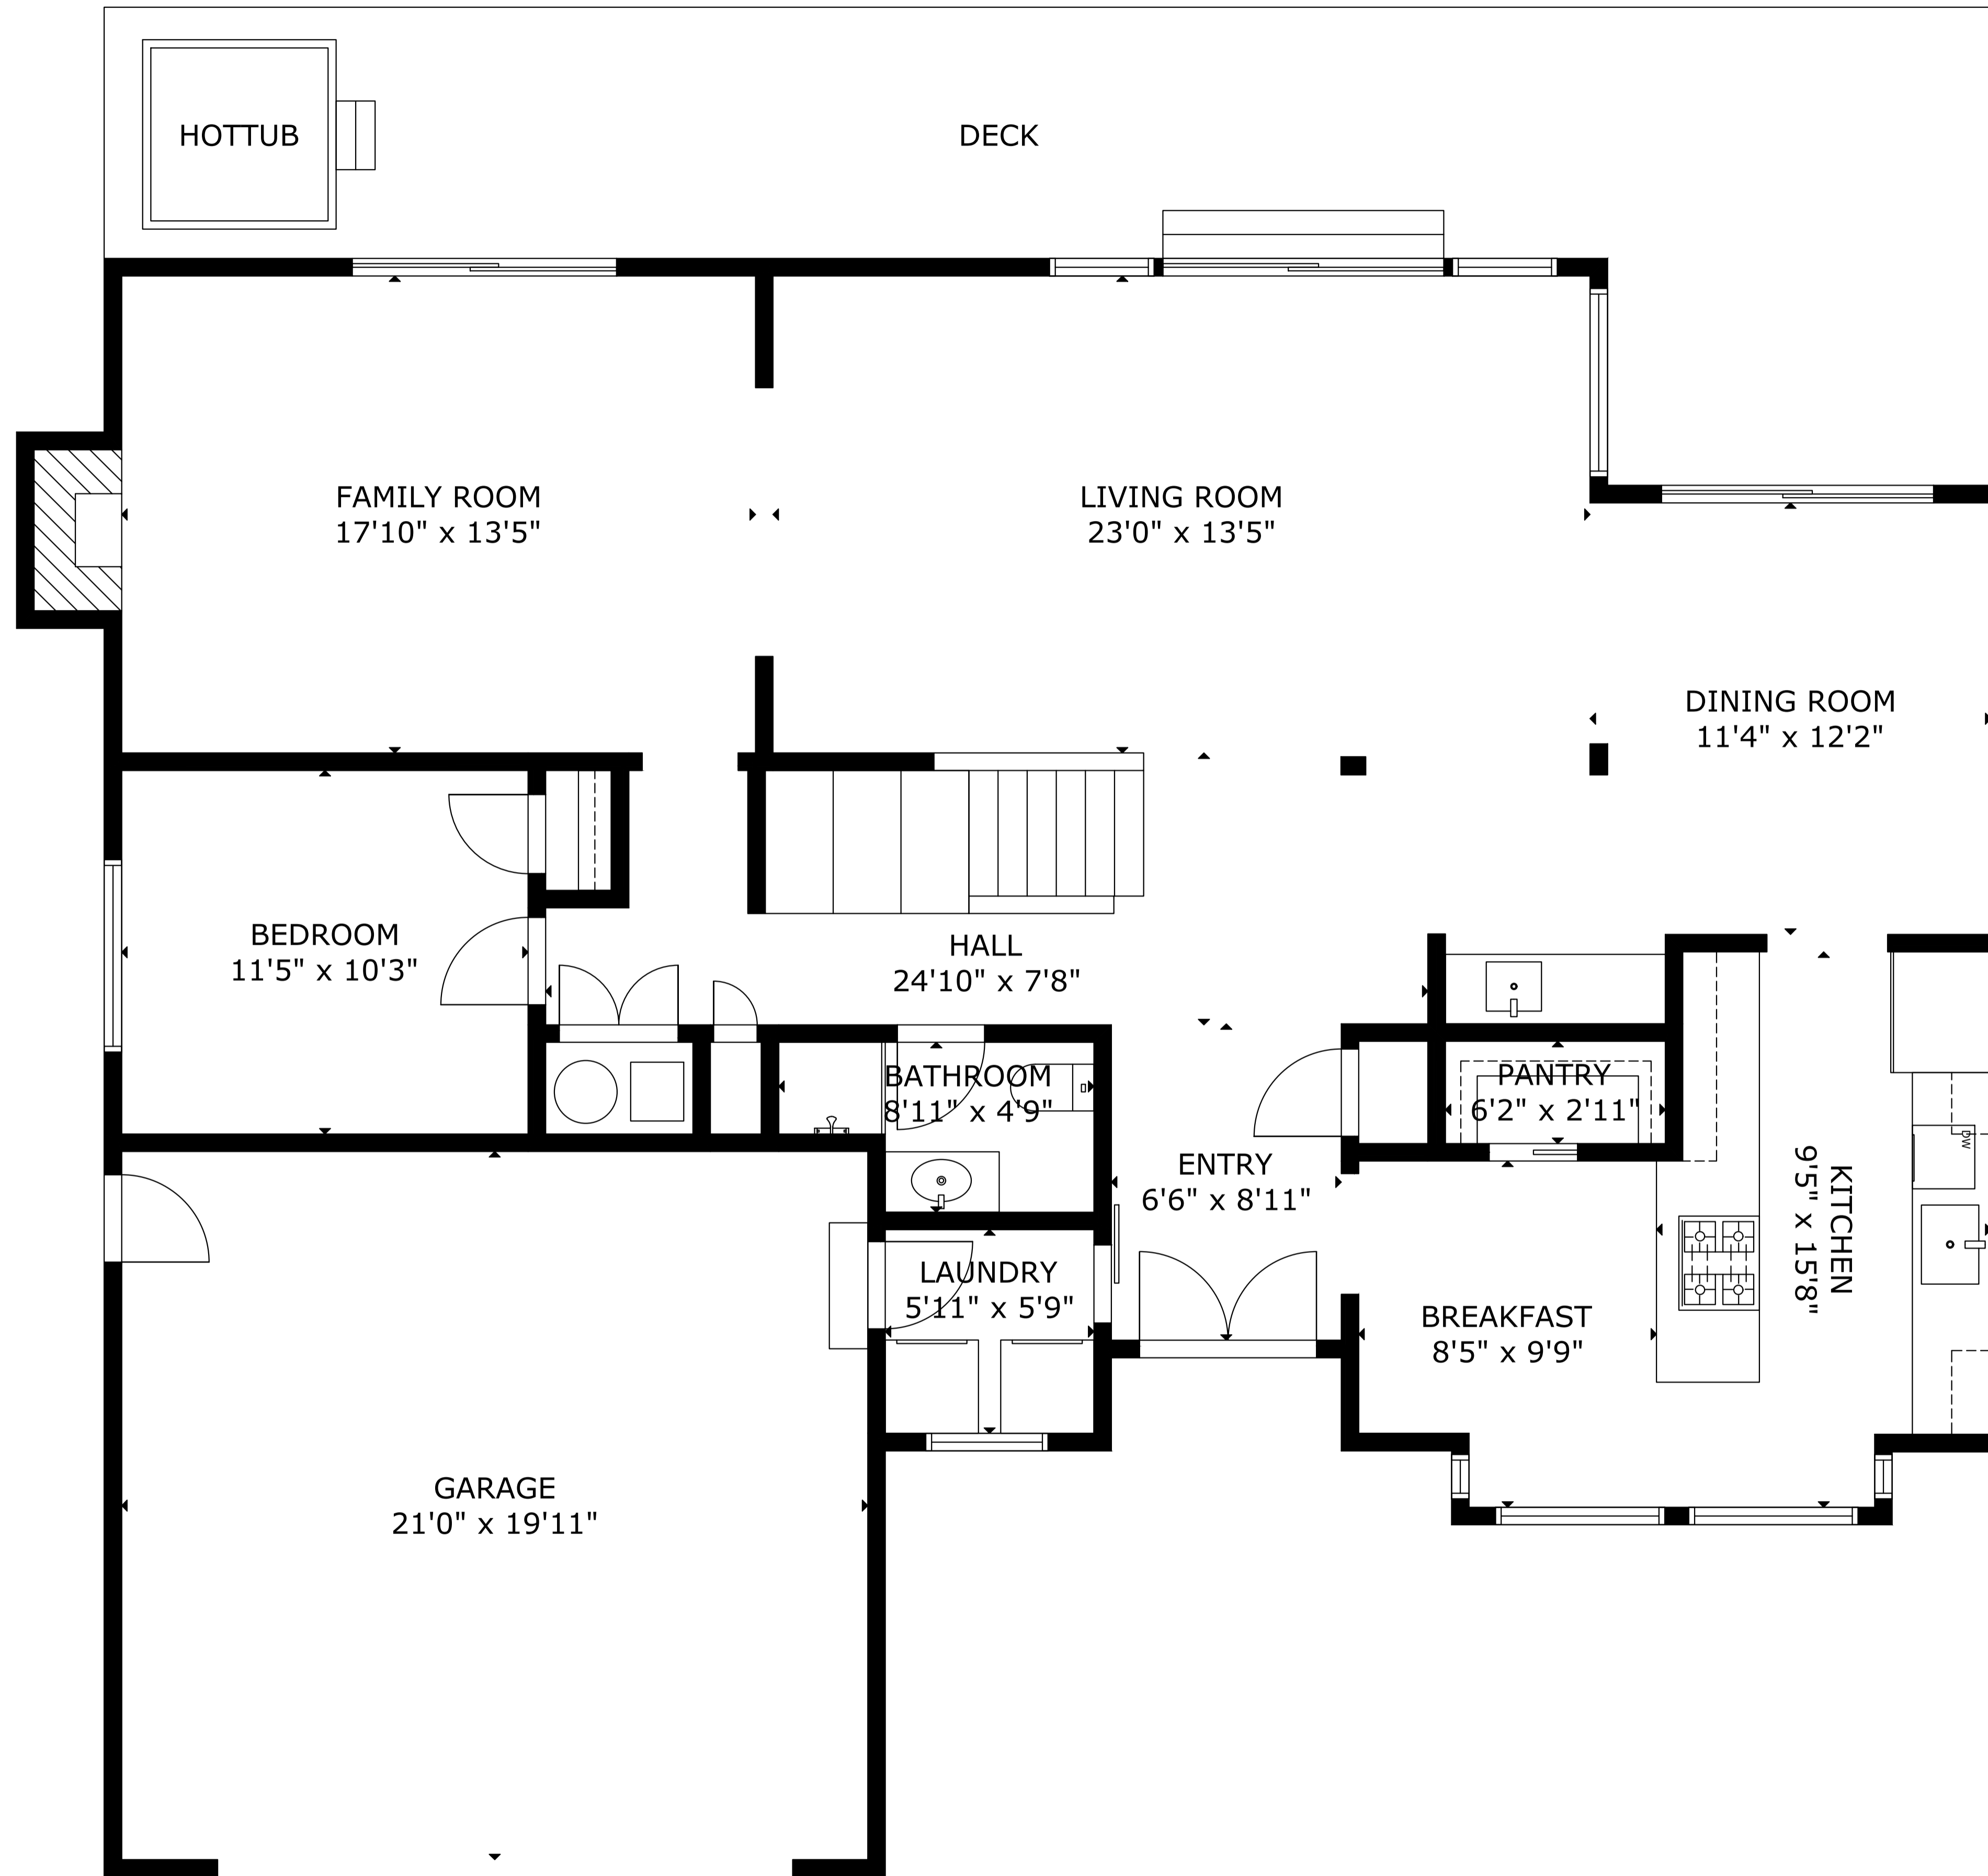 HOTTUB
DECK
FAMILY ROOM
17'10" x 13'5"
LIVING ROOM
23'0" x 13'5"
DINING ROOM
11'4" x 12'2"
BEDROOM
11'5" x 10'3"
HALL
24'10" x 7'8"
BATHROOM
8'11" x 4'9"
PANTRY
6'2" x 2'11"
ENTRY
6'6" x 8'11"
KITCHEN
9'5" x 15'8"
DW
LAUNDRY
5'11" x 5'9"
BREAKFAST
8'5" x 9'9"
GARAGE
21'0" x 19'11"